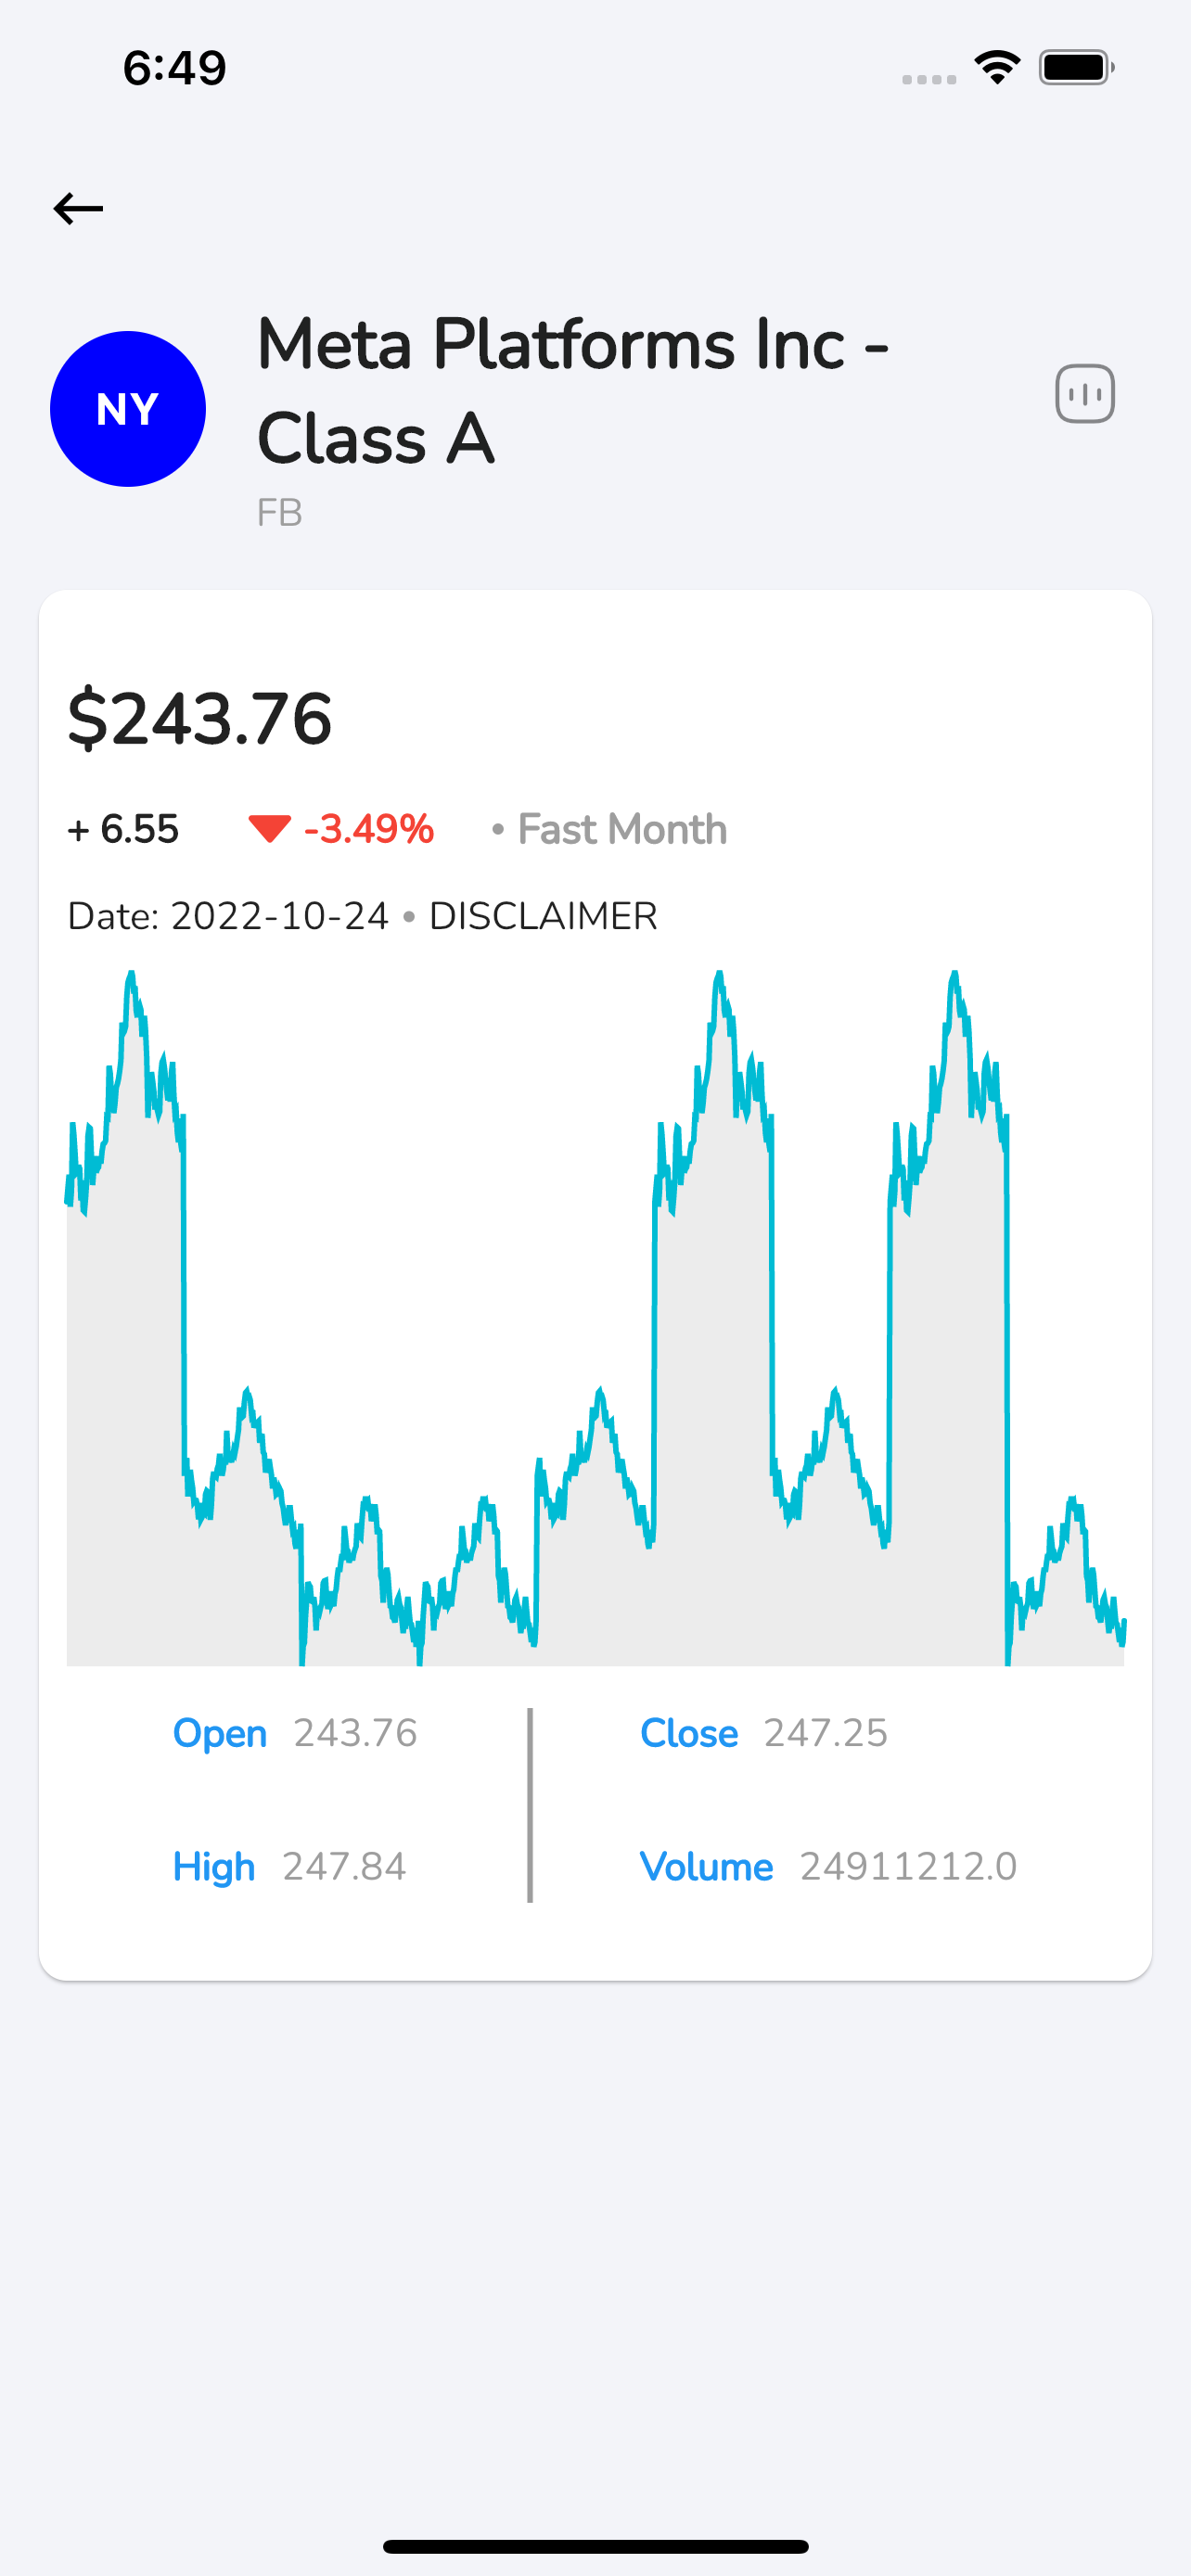 6:49
NY
Meta Platforms Inc -
Class A
FB
$243.76
+ 6.55 -3.49% • Fast Month
Date: 2022-10-24 • DISCLAIMER
Open 243.76 Close 247.25
High 247.84 Volume 24911212.0